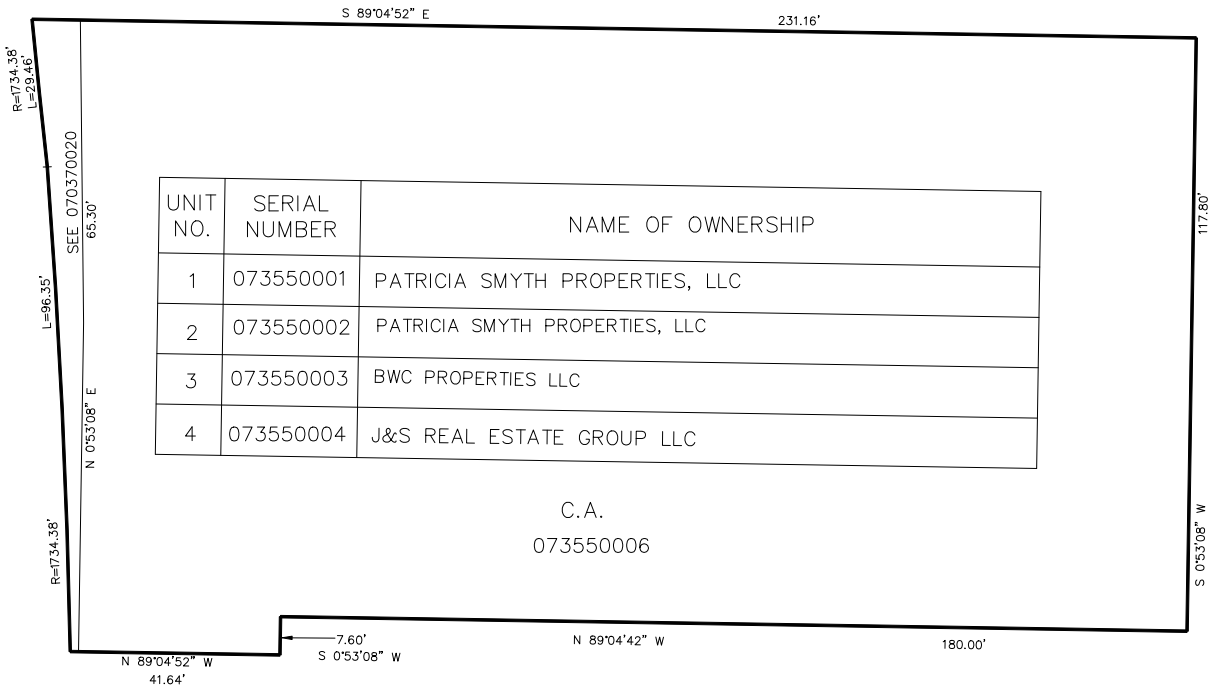 S 89°04'52" E
231.16'
R=1734.38'
L=29.46'
SEE 070370020
65.30'
117.80'
UNIT NO.
SERIAL NUMBER
NAME OF OWNERSHIP
1 073550001 PATRICIA SMYTH PROPERTIES, LLC
2 073550002 PATRICIA SMYTH PROPERTIES, LLC
3 073550003 BWC PROPERTIES LLC
4 073550004 J&S REAL ESTATE GROUP LLC
L=96.35'
N 0°53'08" E
R=1734.38'
C.A.
073550006
S 0°53'08" W
7.60'
S 0°53'08" W
N 89°04'42" W
180.00'
N 89°04'52" W
41.64'